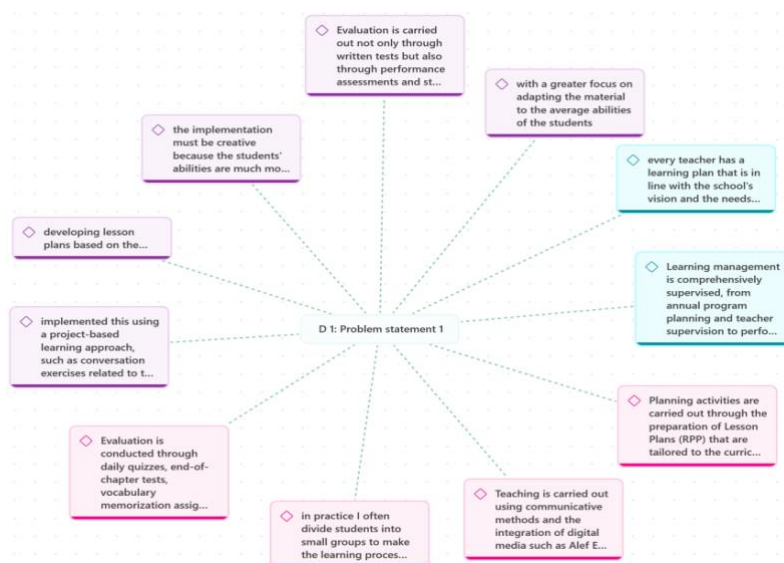 Evaluation is carried
out not only through
written tests but also
through performance
assessments and st...
with a greater focus on
adapting the material
to the average abilities
of the students
the implementation
must be creative
because the students'
abilities are much mo...
every teacher has a
learning plan that is in
line with the school's
vision and the needs...
developing lesson
plans based on the...
Learning management
is comprehensively
supervised, from
annual program
planning and teacher
supervision to perfo...
implemented this using
a project-based
learning approach,
such as conversation
exercises related to t...
D 1: Problem statement 1
Planning activities are
carried out through the
preparation of Lesson
Plans (RPP) that are
tailored to the curric...
Evaluation is
conducted through
daily quizzes, end-of-
chapter tests,
vocabulary
memorization assig...
Teaching is carried out
using communicative
methods and the
integration of digital
media such as Alef E...
in practice I often
divide students into
small groups to make
the learning proces...